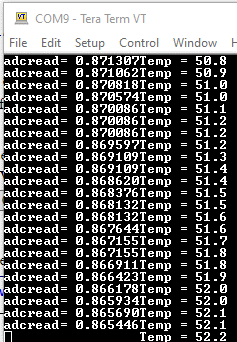 COM9 - Tera Term VT
File Edit Setup Control Window
adcread= 0.871307Temp = 50.8
adcread= 0.871062Temp = 50.9
adcread= 0.870818Temp = 51.0
adcread= 0.870574Temp = 51.0
adcread= 0.870086Temp = 51.1
adcread= 0.870086Temp = 51.2
adcread= 0.870086Temp = 51.2
adcread= 0.869597Temp = 51.2
adcread= 0.869109Temp = 51.3
adcread= 0.869109Temp = 51.4
adcread= 0.868620Temp = 51.4
adcread= 0.868376Temp = 51.5
adcread= 0.868132Temp = 51.5
adcread= 0.868132Temp = 51.6
adcread= 0.867644Temp = 51.6
adcread= 0.867155Temp = 51.7
adcread= 0.867155Temp = 51.8
adcread= 0.866911Temp = 51.8
adcread= 0.866423Temp = 51.9
adcread= 0.866178Temp = 52.0
adcread= 0.865934Temp = 52.0
adcread= 0.865690Temp = 52.1
adcread= 0.865446Temp = 52.1
Temp = 52.2